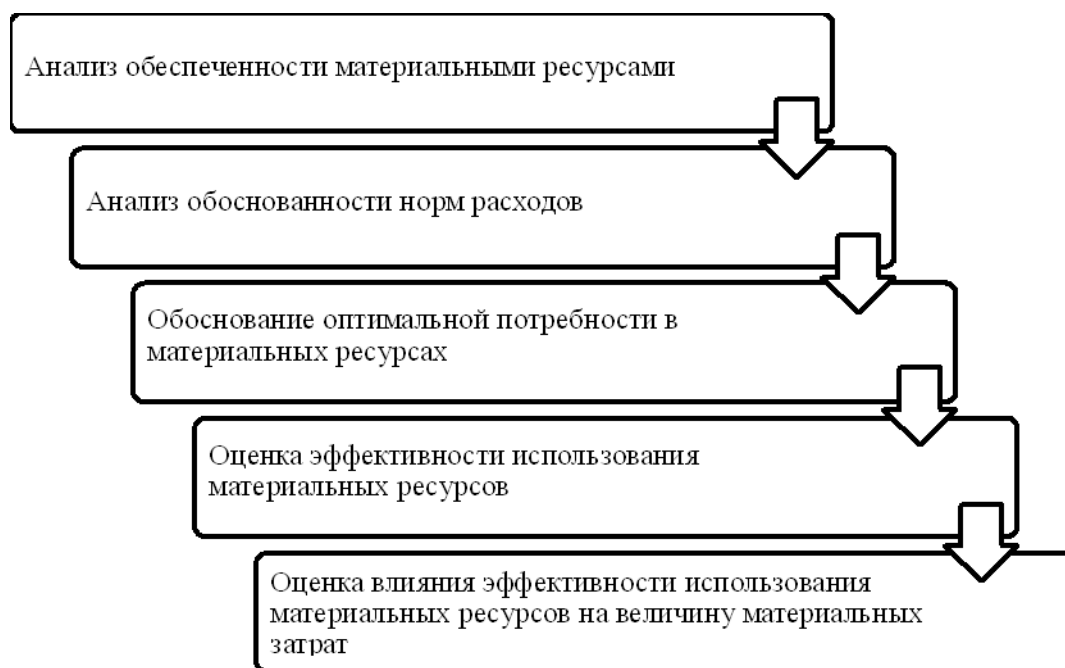 Анализ обеспеченности материальными ресурсами
Анализ обоснованности норм расходов
Обоснование оптимальной потребности в
материальных ресурсах
Оценка эффективности использования
материальных ресурсов
Оценка влияния эффективности использования
материальных ресурсов на величину материальных
затрат